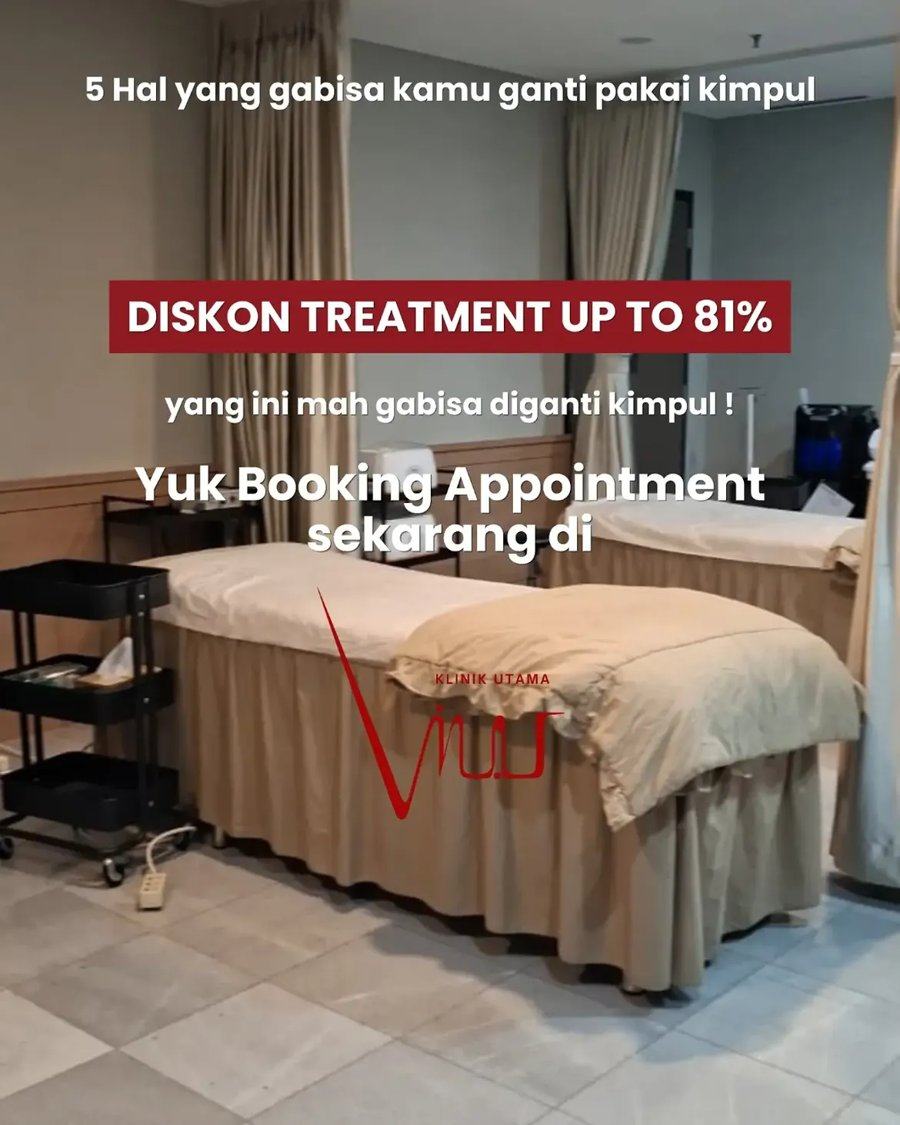 5 Hal yang gabisa kamu ganti pakai kimpul
DISKON TREATMENT UP TO 81%
yang ini mah gabisa diganti kimpul !
Yuk Booking Appointment
sekarang di
KLINIK UTAMA